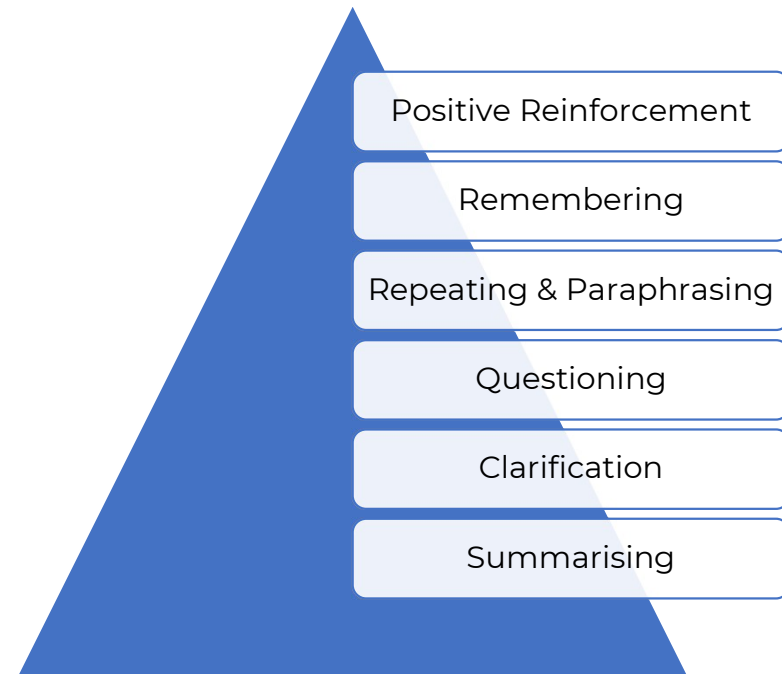 Positive Reinforcement
Remembering
Repeating & Paraphrasing
Questioning
Clarification
Summarising